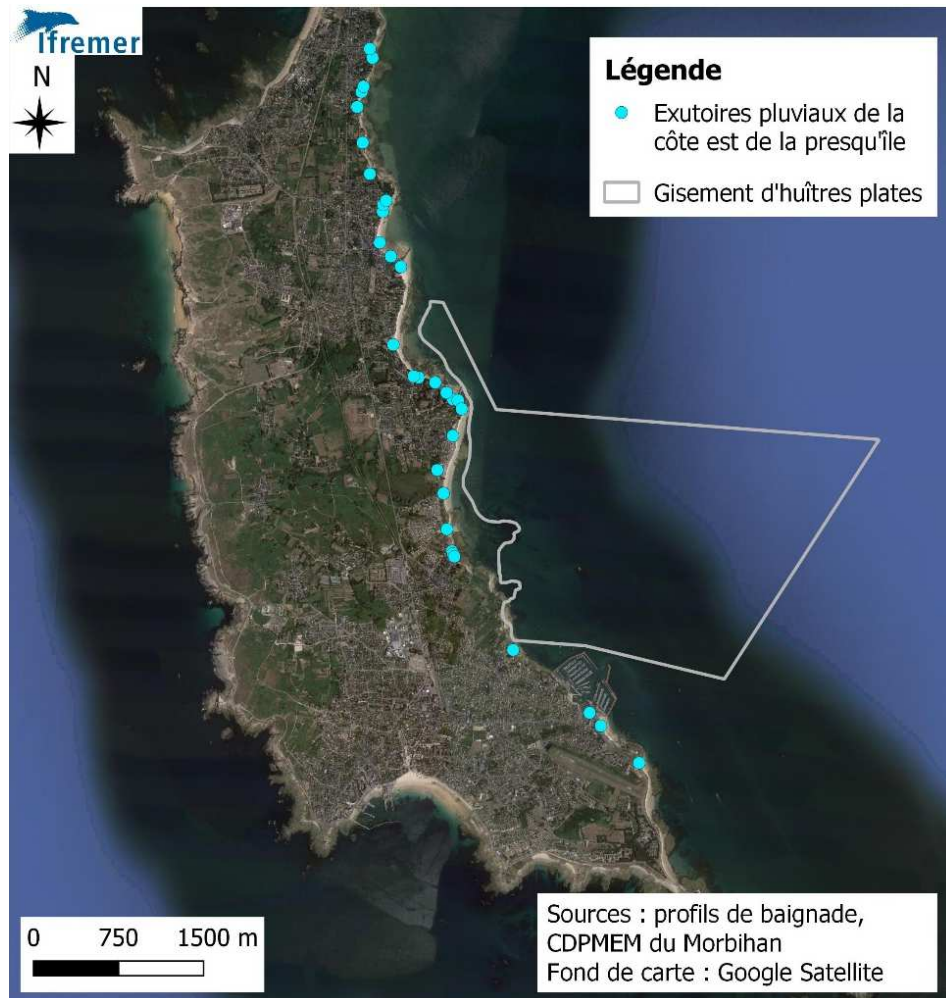 Ifremer
N
Légende
Exutoires pluviaux de la
côte est de la presqu'île
Gisement d'huîtres plates
0 750 1500 m
Sources : profils de baignade,
CDPMEM du Morbihan
Fond de carte : Google Satellite